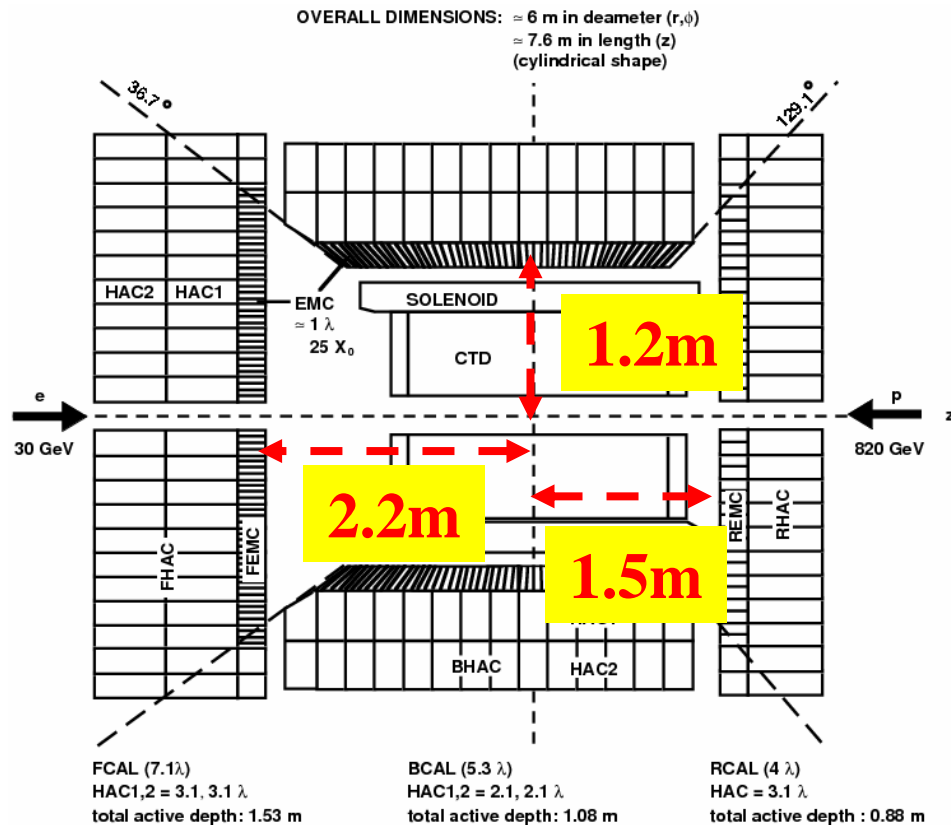 OVERALL DIMENSIONS: ≃ 6 m in deameter (r,ϕ)
≃ 7.6 m in length (z)
(cylindrical shape)
36.7 °
129.1 °
HAC2 HAC1
EMC
≃ 1 λ
25 X₀
SOLENOID
CTD
1.2m
e
30 GeV
p
820 GeV
z
2.2m
1.5m
FHAC
FEMC
REMC
RHAC
BHAC
HAC2
FCAL (7.1λ)
HAC1,2 = 3.1, 3.1 λ
total active depth: 1.53 m
BCAL (5.3 λ)
HAC1,2 = 2.1, 2.1 λ
total active depth: 1.08 m
RCAL (4 λ)
HAC = 3.1 λ
total active depth : 0.88 m